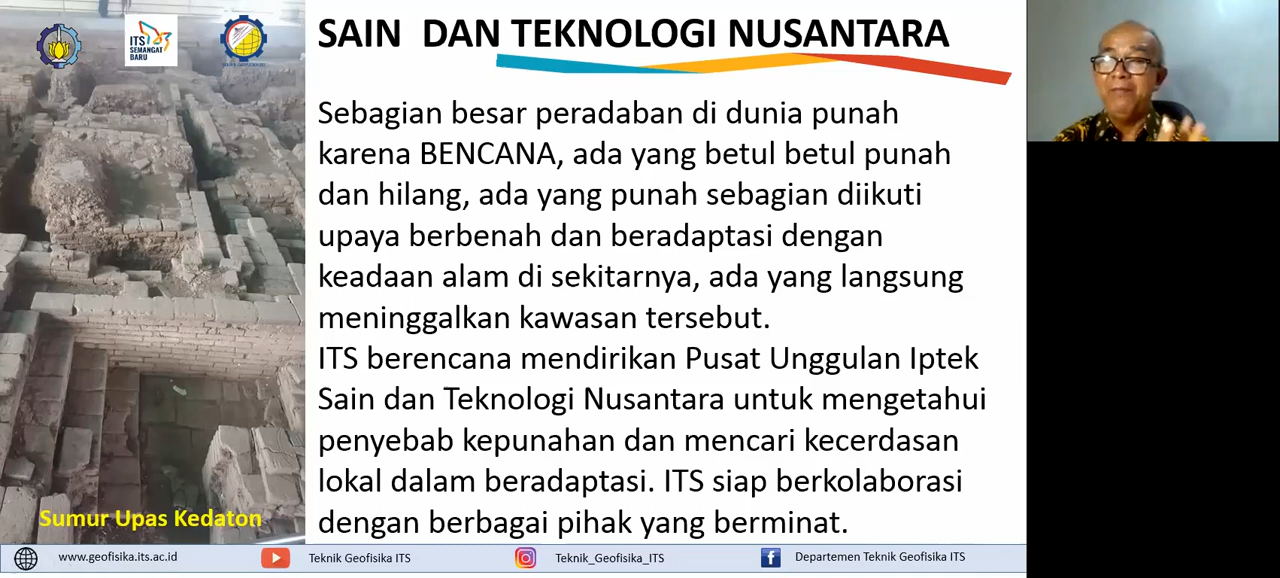 SAIN DAN TEKNOLOGI NUSANTARA
ITS
SEMANGAT
BARU
Sebagian besar peradaban di dunia punah
karena BENCANA, ada yang betul betul punah
dan hilang, ada yang punah sebagian diikuti
upaya berbenah dan beradaptasi dengan
keadaan alam di sekitarnya, ada yang langsung
meninggalkan kawasan tersebut.
ITS berencana mendirikan Pusat Unggulan Iptek
Sain dan Teknologi Nusantara untuk mengetahui
penyebab kepunahan dan mencari kecerdasan
lokal dalam beradaptasi. ITS siap berkolaborasi
dengan berbagai pihak yang berminat.
Sumur Upas Kedaton
www.geofisika.its.ac.id
Teknik Geofisika ITS
Teknik_Geofisika_ITS
Departemen Teknik Geofisika ITS